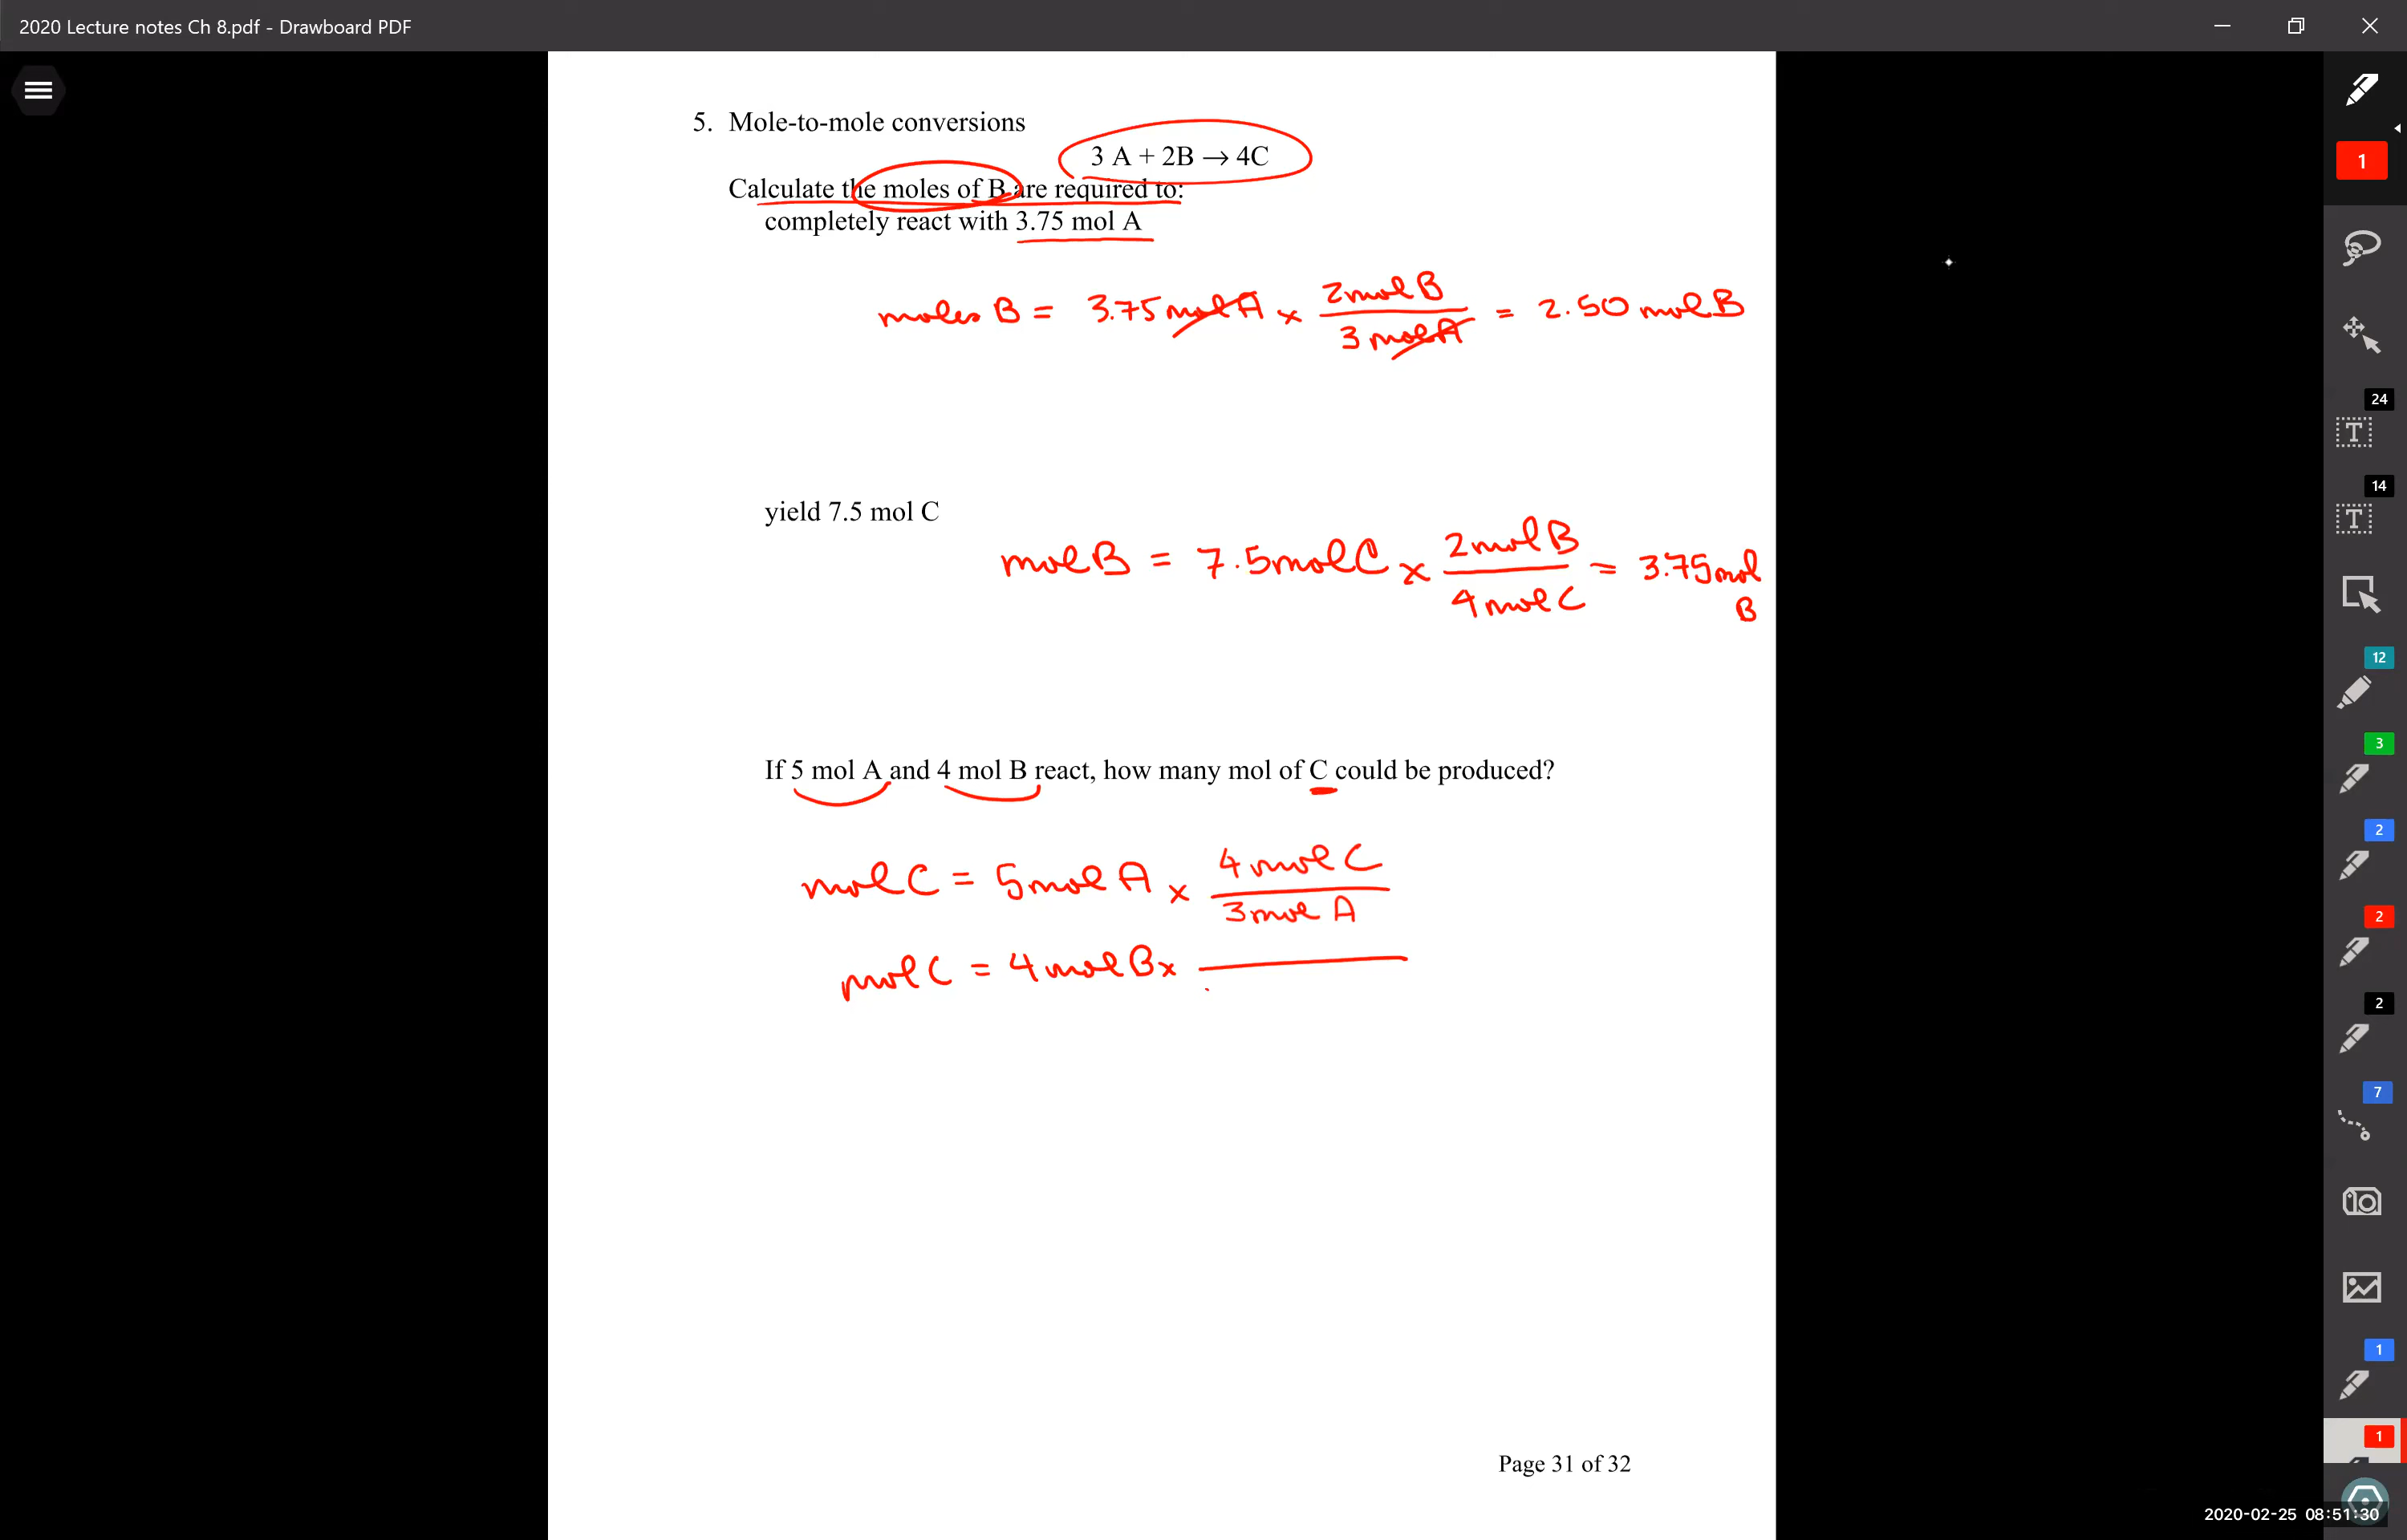 2020 Lecture notes Ch 8.pdf - Drawboard PDF
5. Mole-to-mole conversions
3 A + 2B → 4C
Calculate the moles of B are required to:
completely react with 3.75 mol A
moles B = 3.75 mol A × 2 mol B / 3 mol A = 2.50 mol B
yield 7.5 mol C
mol B = 7.5 mol C × 2 mol B / 4 mol C = 3.75 mol B
If 5 mol A and 4 mol B react, how many mol of C could be produced?
mol C = 5 mol A × 4 mol C / 3 mol A
mol C = 4 mol B ×
Page 31 of 32
1
24
T
14
T
12
3
2
2
2
7
1
1
2020-02-25 08:51:30